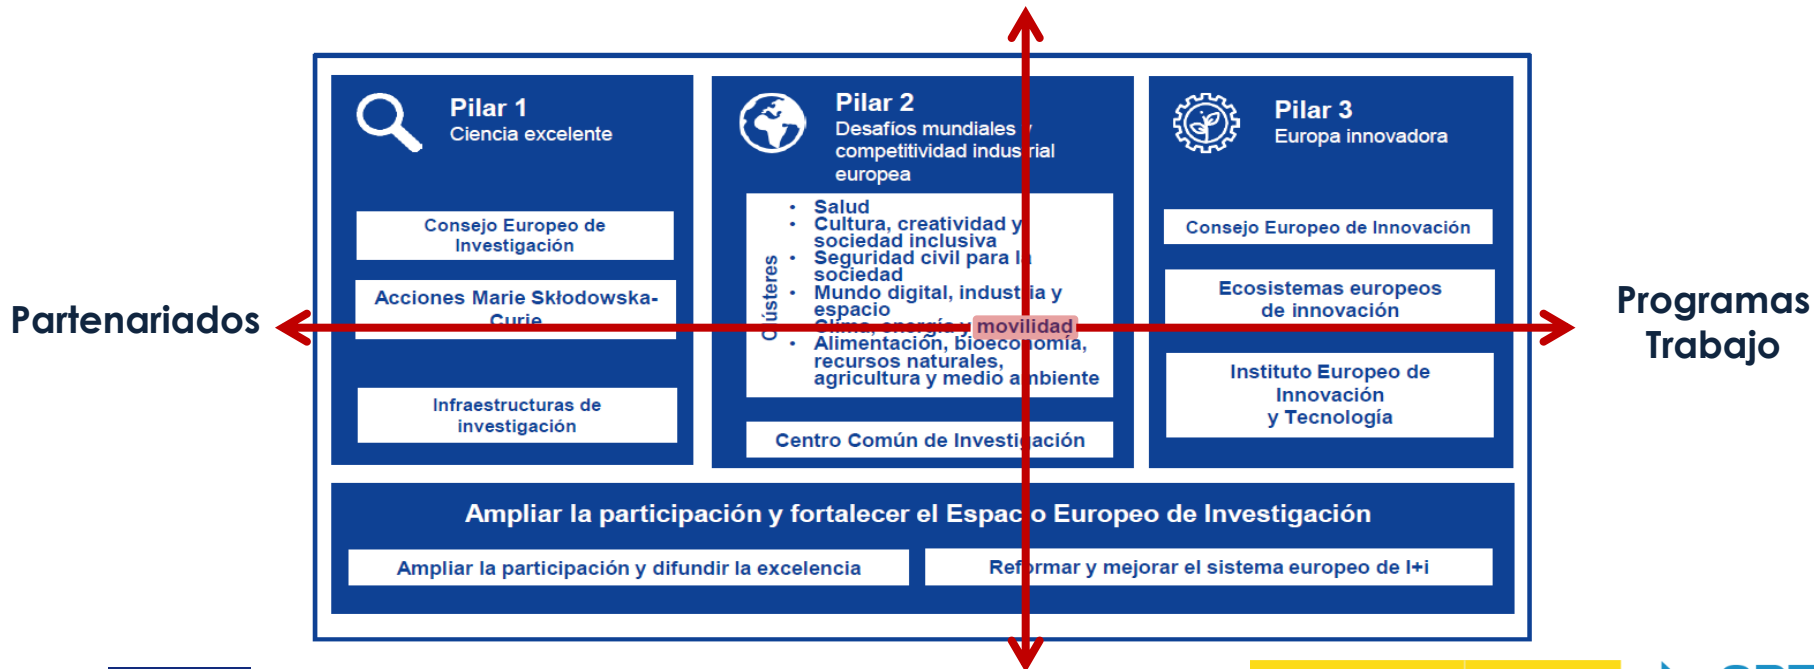 Pilar 1
Ciencia excelente
Consejo Europeo de
Investigación
Acciones Marie Skłodowska-
Curie
Infraestructuras de
investigación
Pilar 2
Desafíos mundiales y
competitividad industrial
europea
Clústeres
• Salud
• Cultura, creatividad y
sociedad inclusiva
• Seguridad civil para la
sociedad
• Mundo digital, industria y
espacio
• Clima, energía y movilidad
• Alimentación, bioeconomía,
recursos naturales,
agricultura y medio ambiente
Centro Común de Investigación
Pilar 3
Europa innovadora
Consejo Europeo de Innovación
Ecosistemas europeos
de innovación
Instituto Europeo de
Innovación
y Tecnología
Partenariados
Programas
Trabajo
Ampliar la participación y fortalecer el Espacio Europeo de Investigación
Ampliar la participación y difundir la excelencia
Reformar y mejorar el sistema europeo de I+i